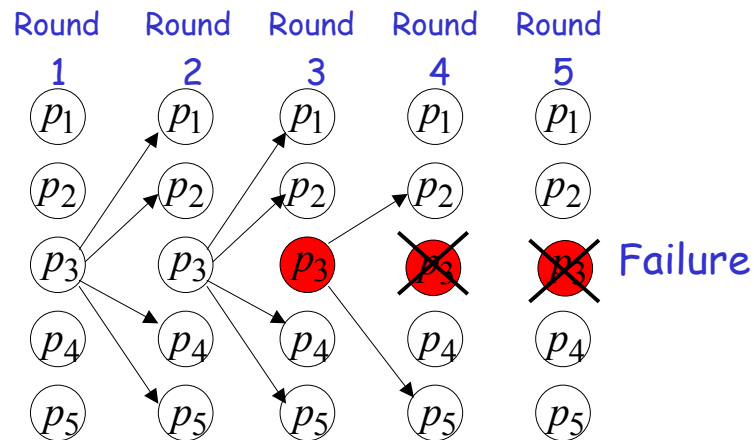 Round Round Round Round Round
1 2 3 4 5
p₁ p₁ p₁ p₁ p₁
p₂ p₂ p₂ p₂ p₂
p₃ p₃ p₃ p₃ p₃ Failure
p₄ p₄ p₄ p₄ p₄
p₅ p₅ p₅ p₅ p₅